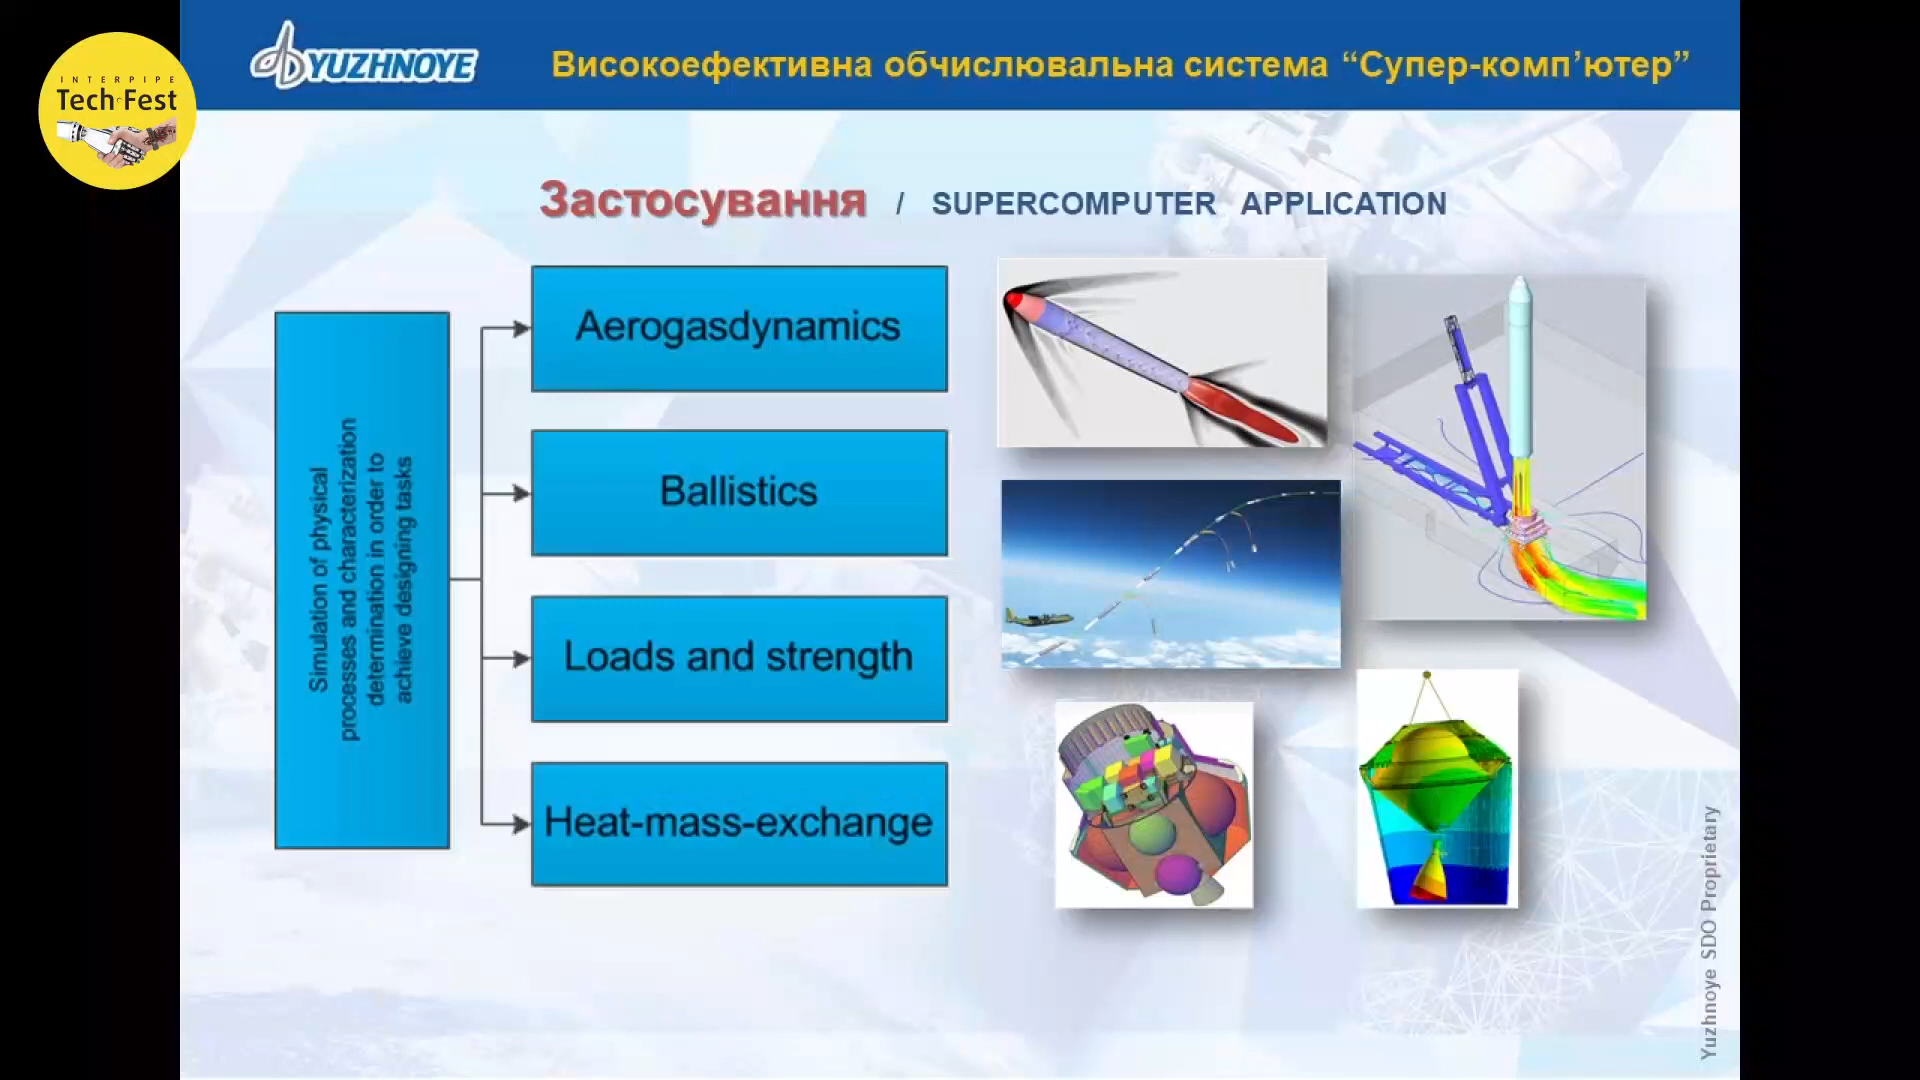 INTERPIPE
Tech Fest
YUZHNOYE
Високоефективна обчислювальна система “Супер-комп’ютер”
Застосування / SUPERCOMPUTER APPLICATION
Simulation of physical
processes and characterization
determination in order to
achieve designing tasks
Aerogasdynamics
Ballistics
Loads and strength
Heat-mass-exchange
Yuzhnoye SDO Proprietary